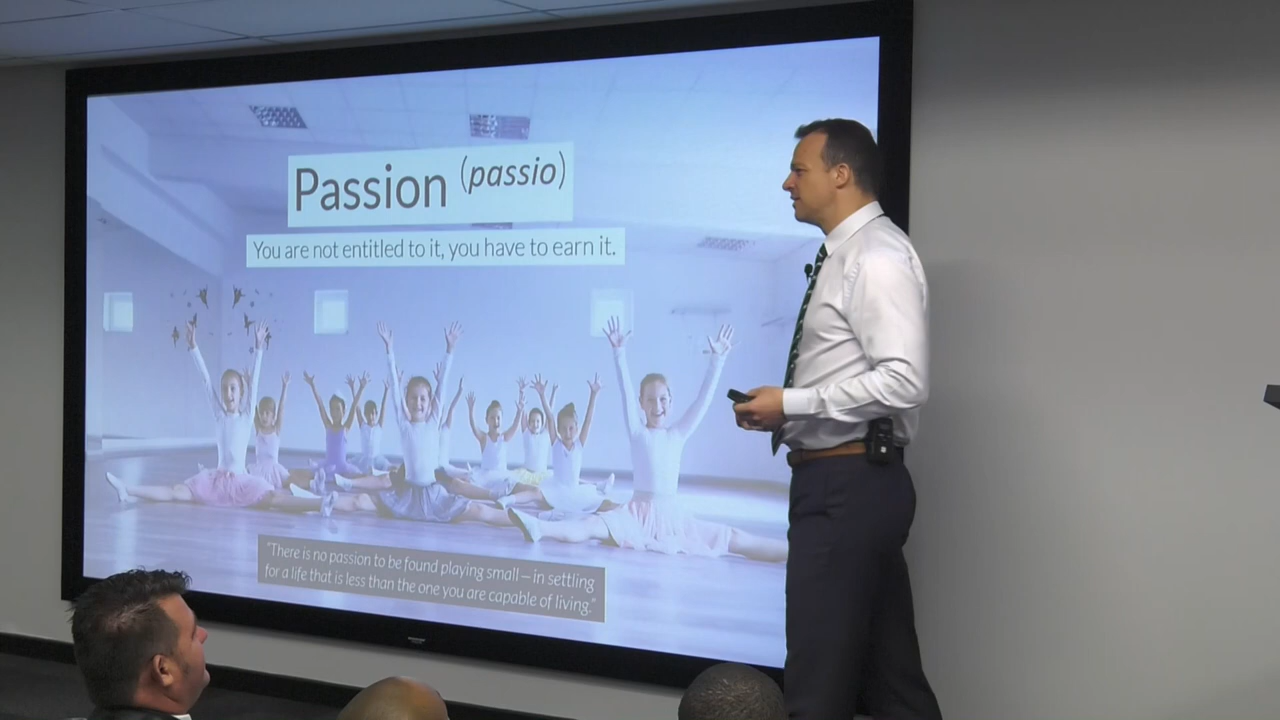 Passion (passio)
You are not entitled to it, you have to earn it.
"There is no passion to be found playing small—in settling
for a life that is less than the one you are capable of living."